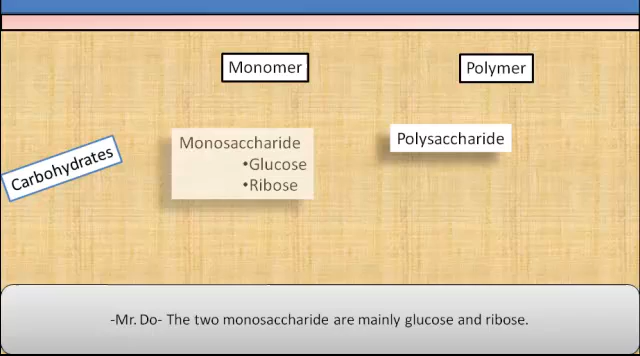 Monomer
Polymer
Carbohydrates
Monosaccharide
•Glucose
•Ribose
Polysaccharide
-Mr. Do- The two monosaccharide are mainly glucose and ribose.